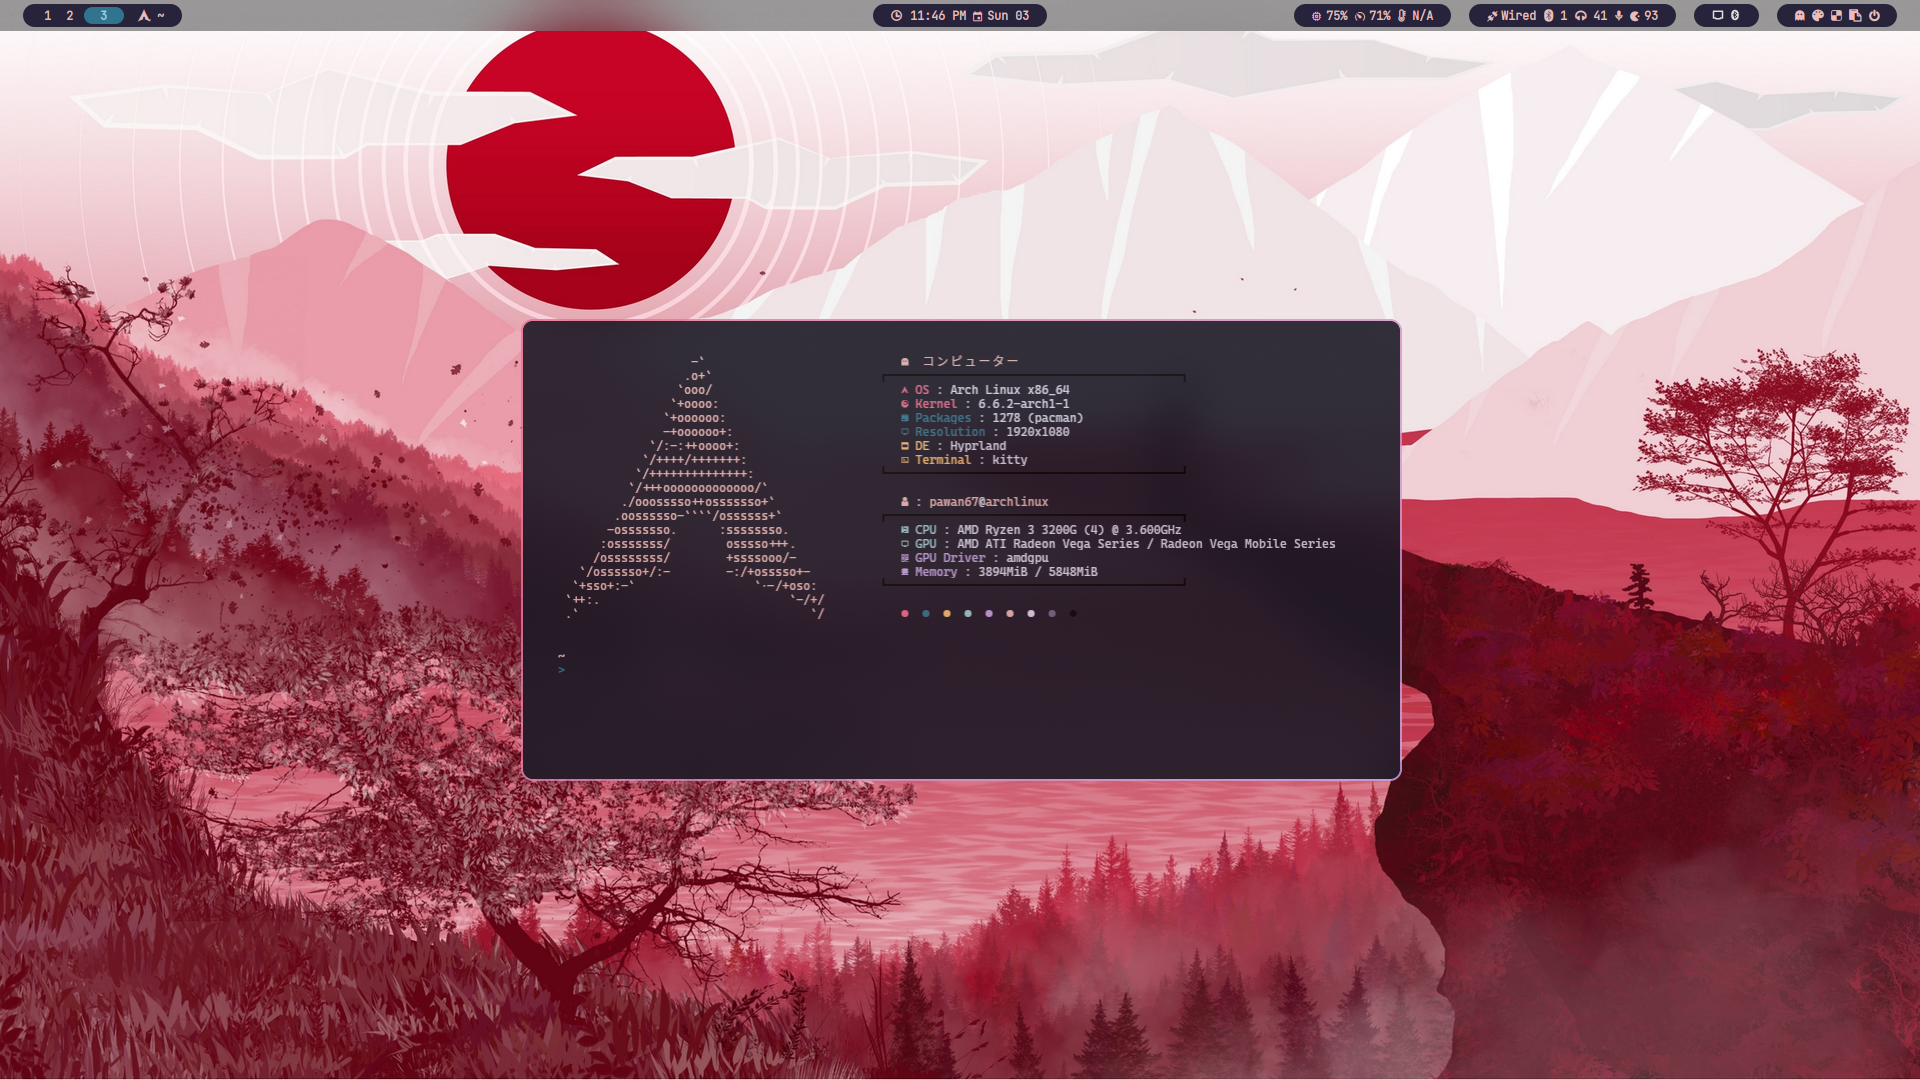 1 2 3 ~
11:46 PM Sun 03
75% 71% N/A
Wired 1 41 93
コンピューター
OS : Arch Linux x86_64
Kernel : 6.6.2-arch1-1
Packages : 1278 (pacman)
Resolution : 1920x1080
DE : Hyprland
Terminal : kitty
: pawan67@archlinux
CPU : AMD Ryzen 3 3200G (4) @ 3.600GHz
GPU : AMD ATI Radeon Vega Series / Radeon Vega Mobile Series
GPU Driver : amdgpu
Memory : 3894MiB / 5848MiB
~
>